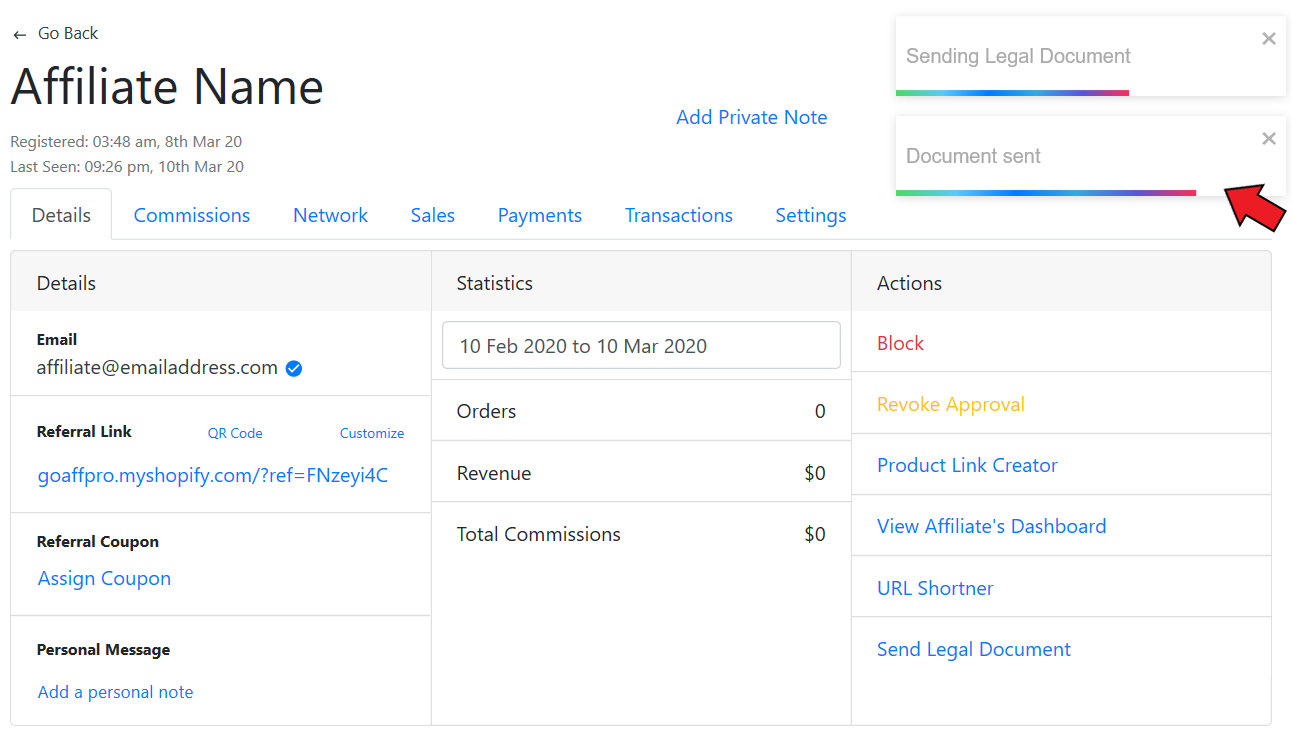 ← Go Back
Affiliate Name
Registered: 03:48 am, 8th Mar 20
Last Seen: 09:26 pm, 10th Mar 20
Add Private Note
Sending Legal Document
Document sent
Details Commissions Network Sales Payments Transactions Settings
Details
Email
affiliate@emailaddress.com
Referral Link QR Code Customize
goaffpro.myshopify.com/?ref=FNzeyi4C
Referral Coupon
Assign Coupon
Personal Message
Add a personal note
Statistics
10 Feb 2020 to 10 Mar 2020
Orders 0
Revenue $0
Total Commissions $0
Actions
Block
Revoke Approval
Product Link Creator
View Affiliate's Dashboard
URL Shortner
Send Legal Document